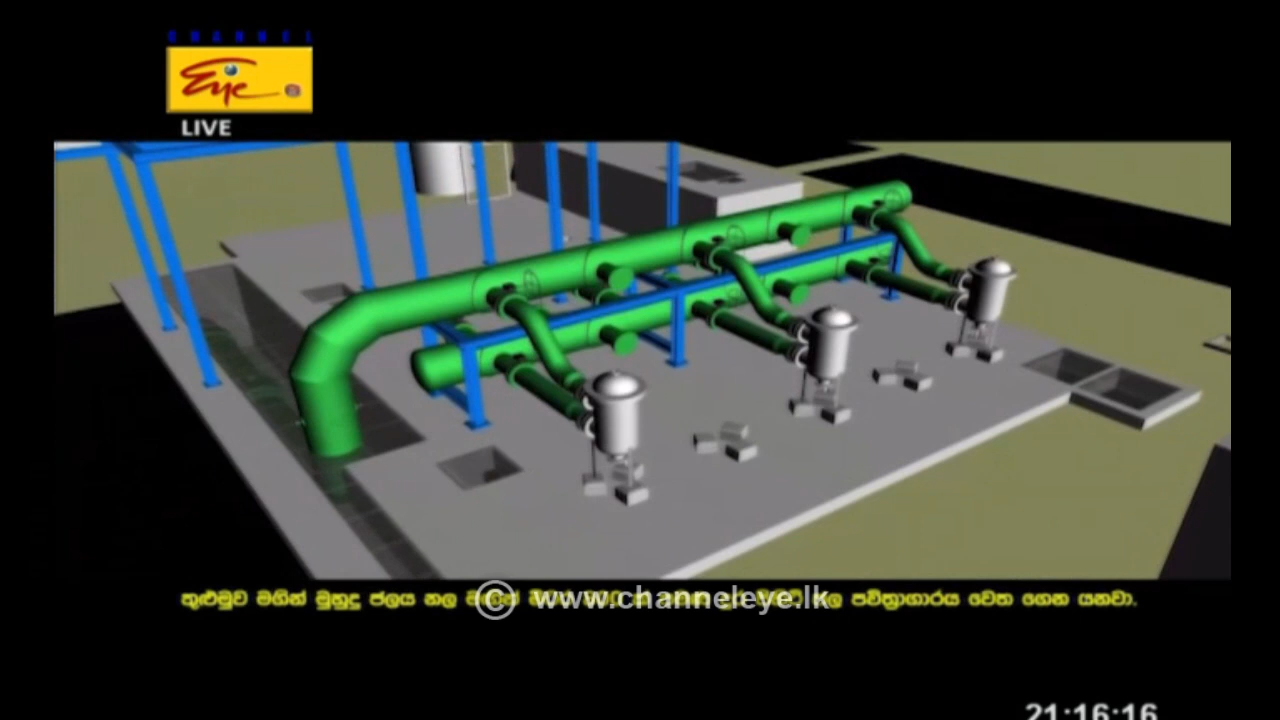 CHANNEL
Eye
LIVE
කුළුණුව මගින් මුහුදු ජලය නල පවිත්‍රාගාරය වෙත ගෙන යනවා.
© www.channeleye.lk
21:16:16